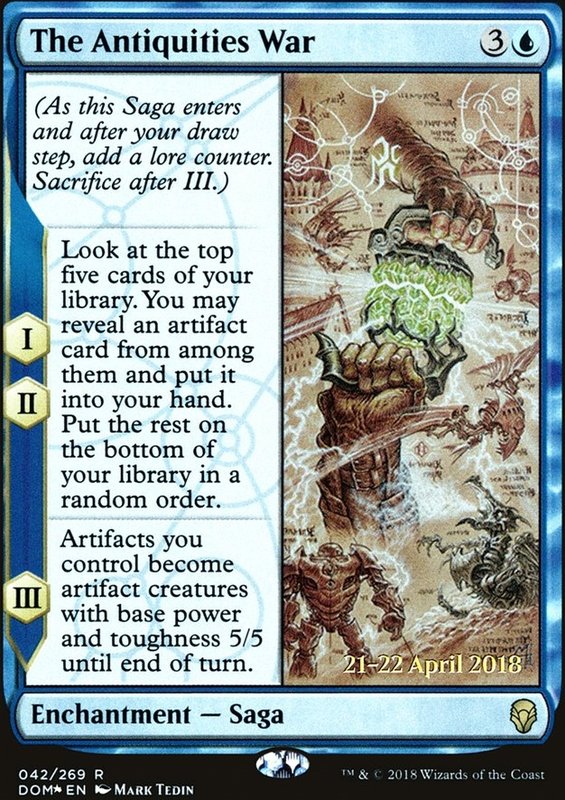 The Antiquities War 3
(As this Saga enters
and after your draw
step, add a lore counter.
Sacrifice after III.)
I
II
Look at the top
five cards of your
library. You may
reveal an artifact
card from among
them and put it
into your hand.
Put the rest on
the bottom of
your library in a
random order.
III
Artifacts you
control become
artifact creatures
with base power
and toughness 5/5
until end of turn.
21–22 April 2018
Enchantment — Saga
042/269 R
DOM★EN Mark Tedin
™ & © 2018 Wizards of the Coast